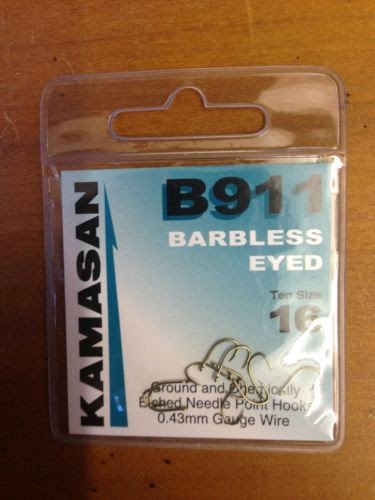 KAMASAN
B911
BARBLESS
EYED
Ten Size
16
Ground and Chemically
Etched Needle Point Hooks
0.43mm Gauge Wire